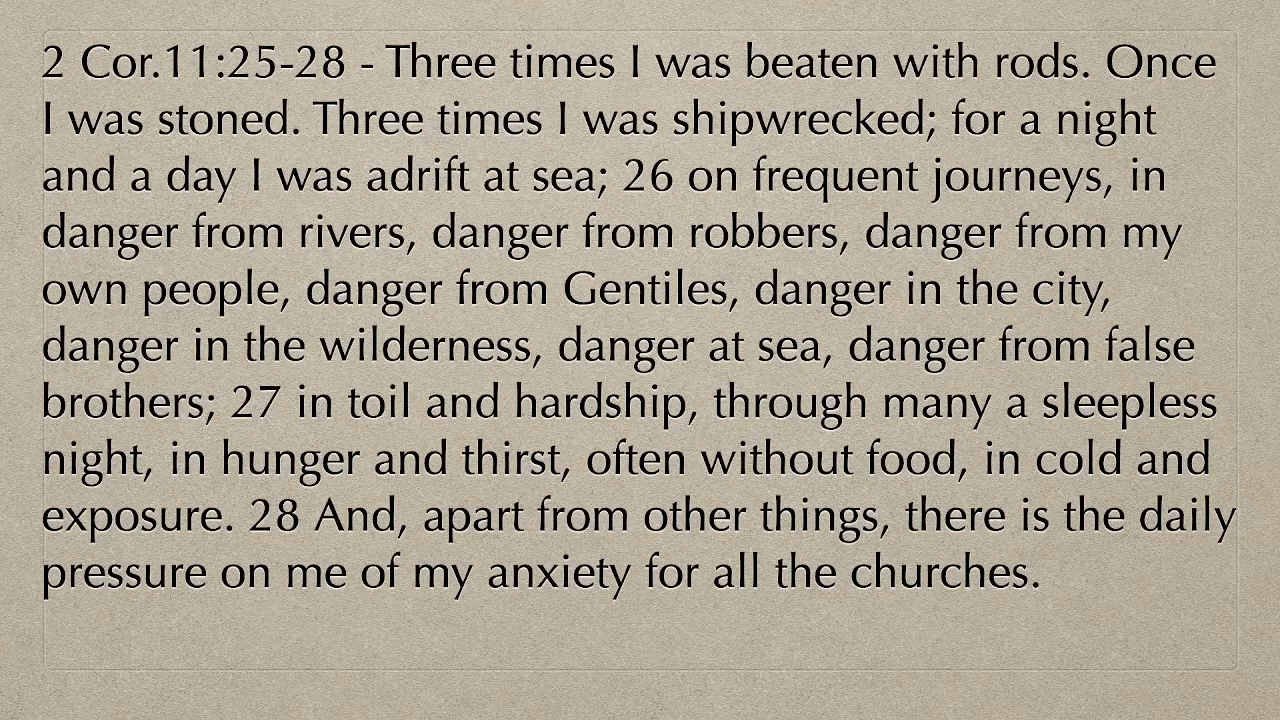 2 Cor.11:25-28 - Three times I was beaten with rods. Once
I was stoned. Three times I was shipwrecked; for a night
and a day I was adrift at sea; 26 on frequent journeys, in
danger from rivers, danger from robbers, danger from my
own people, danger from Gentiles, danger in the city,
danger in the wilderness, danger at sea, danger from false
brothers; 27 in toil and hardship, through many a sleepless
night, in hunger and thirst, often without food, in cold and
exposure. 28 And, apart from other things, there is the daily
pressure on me of my anxiety for all the churches.